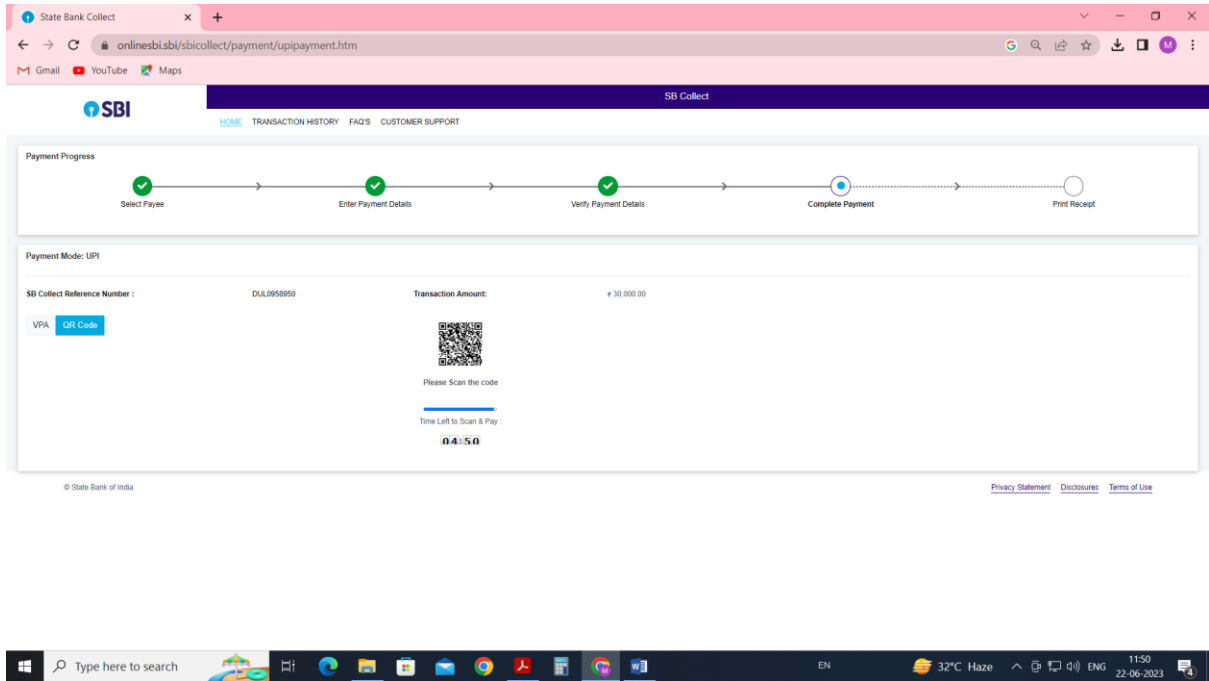 State Bank Collect
onlinesbi.sbi/sbicollect/payment/upipayment.htm
G
M
Gmail YouTube Maps
SBI
SB Collect
HOME TRANSACTION HISTORY FAQ'S CUSTOMER SUPPORT
Payment Progress
Select Payee Enter Payment Details Verify Payment Details Complete Payment Print Receipt
Payment Mode: UPI
SB Collect Reference Number : DUL0958950 Transaction Amount: ₹ 30,000.00
VPA QR Code
Please Scan the code
Time Left to Scan & Pay :
04:50
© State Bank of India Privacy Statement Disclosures Terms of Use
Type here to search EN 32°C Haze ENG 11:50
22-06-2023
4